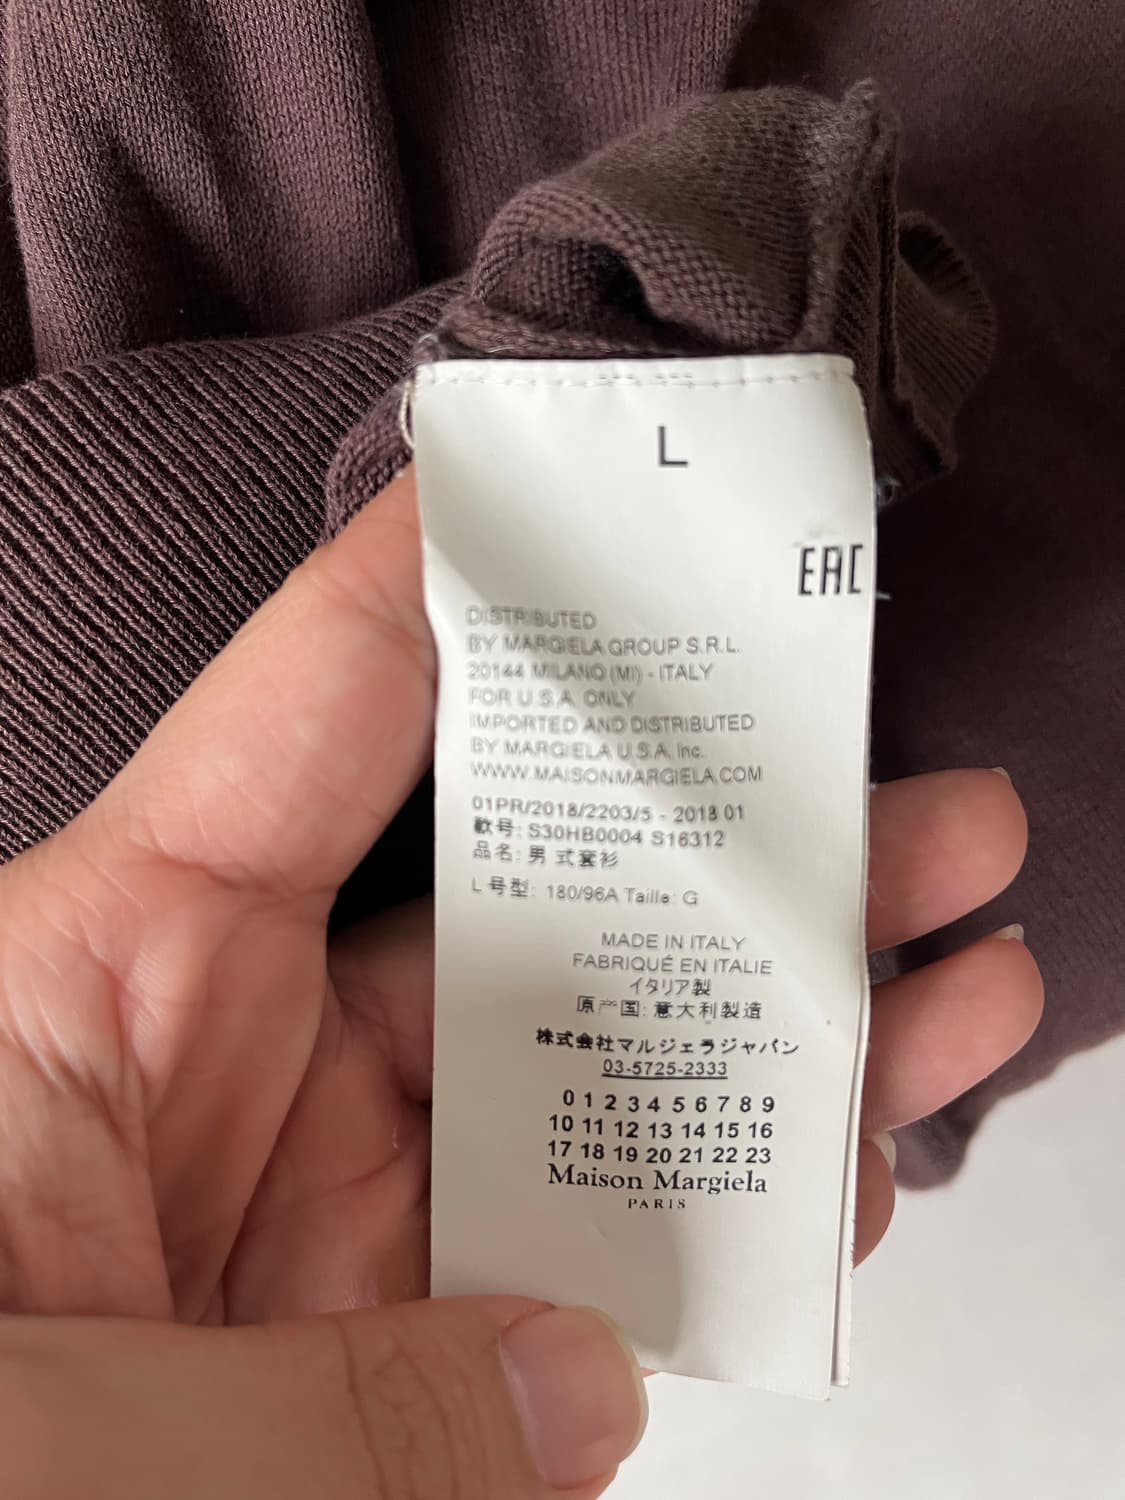 L
EAC
DISTRIBUTED
BY MARGIELA GROUP S.R.L.
20144 MILANO (MI) - ITALY
FOR U.S.A. ONLY
IMPORTED AND DISTRIBUTED
BY MARGIELA U.S.A. Inc.
WWW.MAISONMARGIELA.COM
01PR/2018/2203/5 - 2018 01
款号: S30HB0004 S16312
品名: 男 式套衫
L 号型: 180/96A Taille: G
MADE IN ITALY
FABRIQUÉ EN ITALIE
イタリア製
原产国: 意大利製造
株式会社マルジェラジャパン
03-5725-2333
0 1 2 3 4 5 6 7 8 9
10 11 12 13 14 15 16
17 18 19 20 21 22 23
Maison Margiela
PARIS